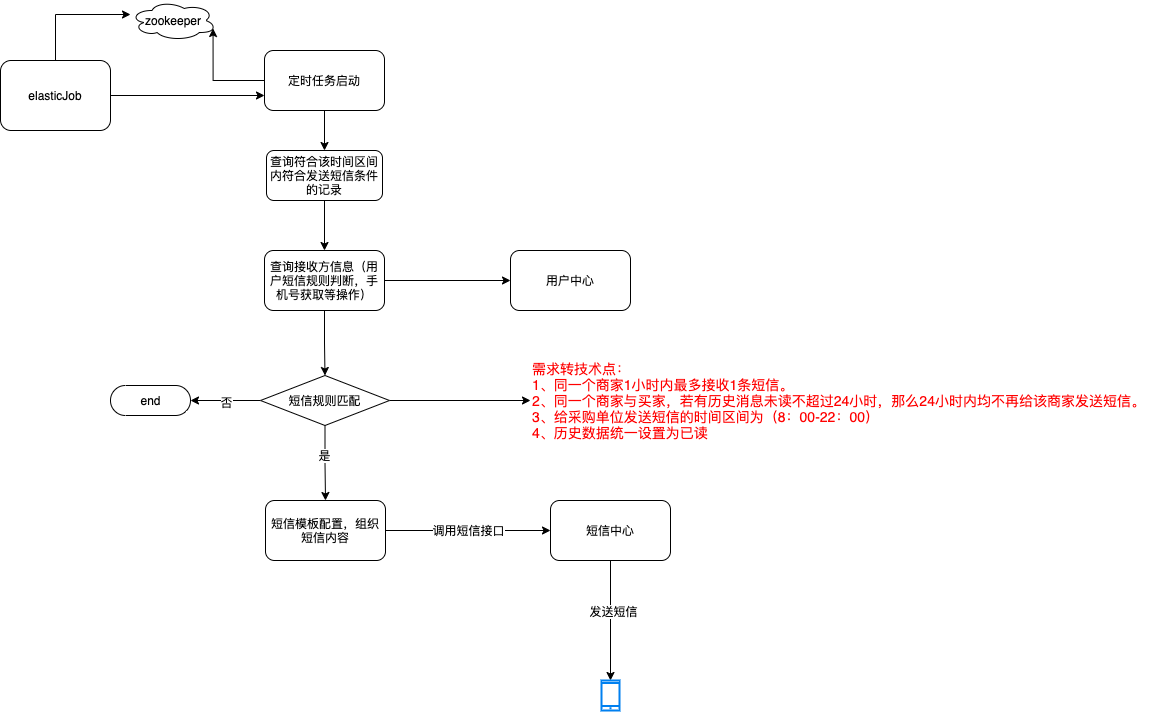 zookeeper
elasticJob
定时任务启动
查询符合该时间区间
内符合发送短信条件
的记录
查询接收方信息（用
户短信规则判断，手
机号获取等操作）
用户中心
需求转技术点：
1、同一个商家1小时内最多接收1条短信。
2、同一个商家与买家，若有历史消息未读不超过24小时，那么24小时内均不再给该商家发送短信。
3、给采购单位发送短信的时间区间为（8：00-22：00）
4、历史数据统一设置为已读
end
否
短信规则匹配
是
短信模板配置，组织
短信内容
调用短信接口
短信中心
发送短信